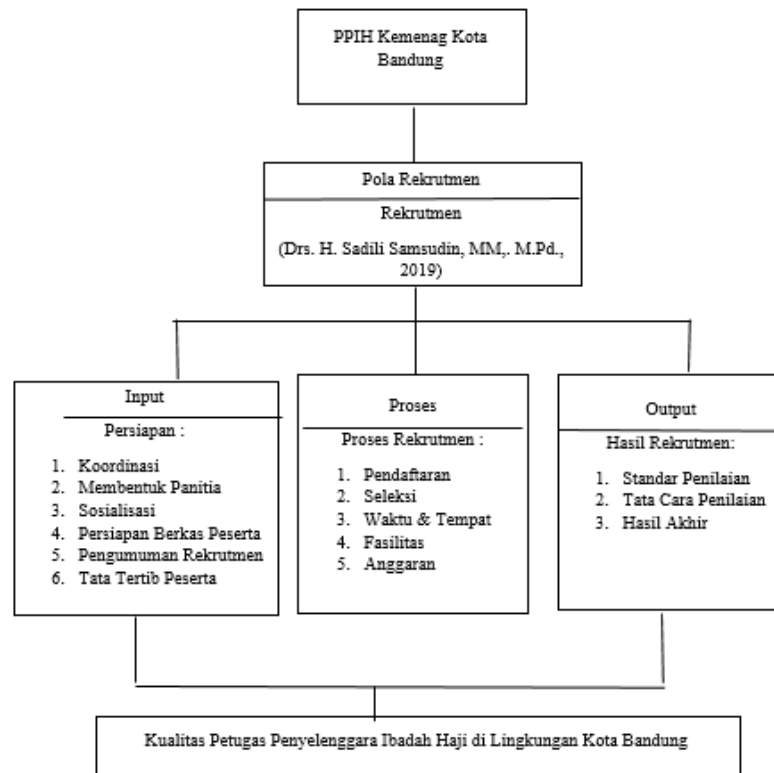 PPIH Kemenag Kota
Bandung
Pola Rekrutmen
Rekrutmen
(Drs. H. Sadili Samsudin, MM,. M.Pd.,
2019)
Input
Persiapan :
1. Koordinasi
2. Membentuk Panitia
3. Sosialisasi
4. Persiapan Berkas Peserta
5. Pengumuman Rekrutmen
6. Tata Tertib Peserta
Proses
Proses Rekrutmen :
1. Pendaftaran
2. Seleksi
3. Waktu & Tempat
4. Fasilitas
5. Anggaran
Output
Hasil Rekrutmen:
1. Standar Penilaian
2. Tata Cara Penilaian
3. Hasil Akhir
Kualitas Petugas Penyelenggara Ibadah Haji di Lingkungan Kota Bandung